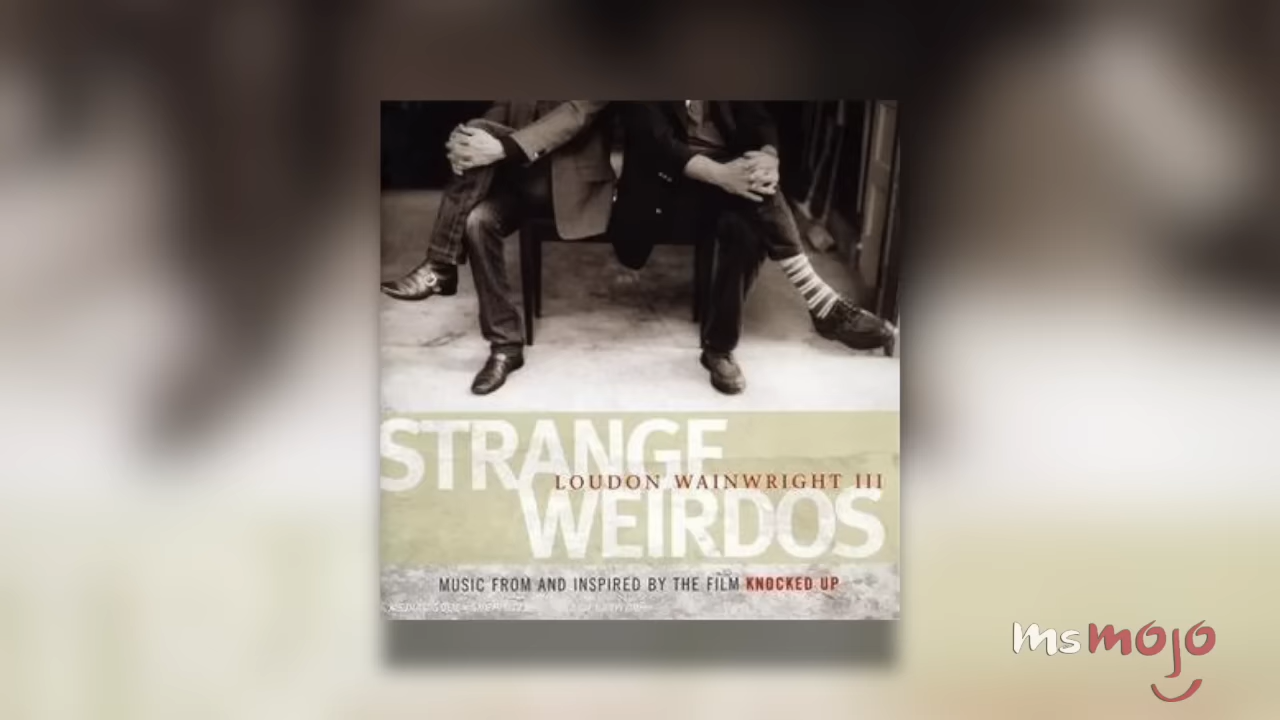 STRANGE
LOUDON WAINWRIGHT III
WEIRDOS
MUSIC FROM AND INSPIRED BY THE FILM KNOCKED UP
msmojo